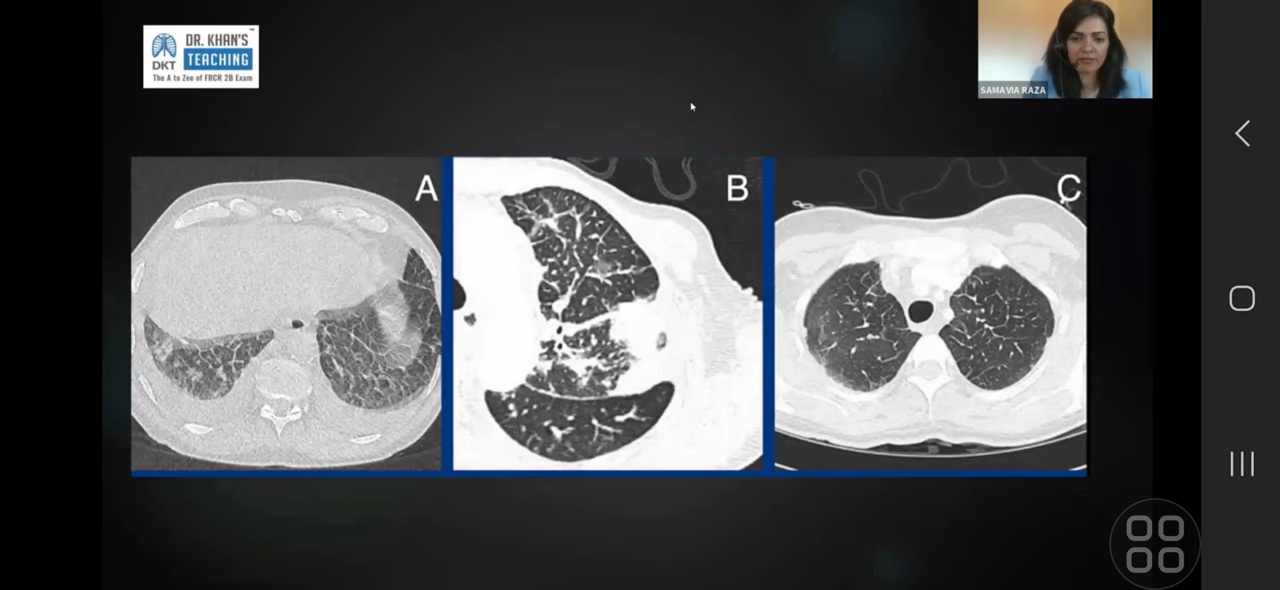 DR. KHAN'S
TEACHING
DKT
The A to Zee of FRCR 2B Exam
SAMAVIA RAZA
A
B
C